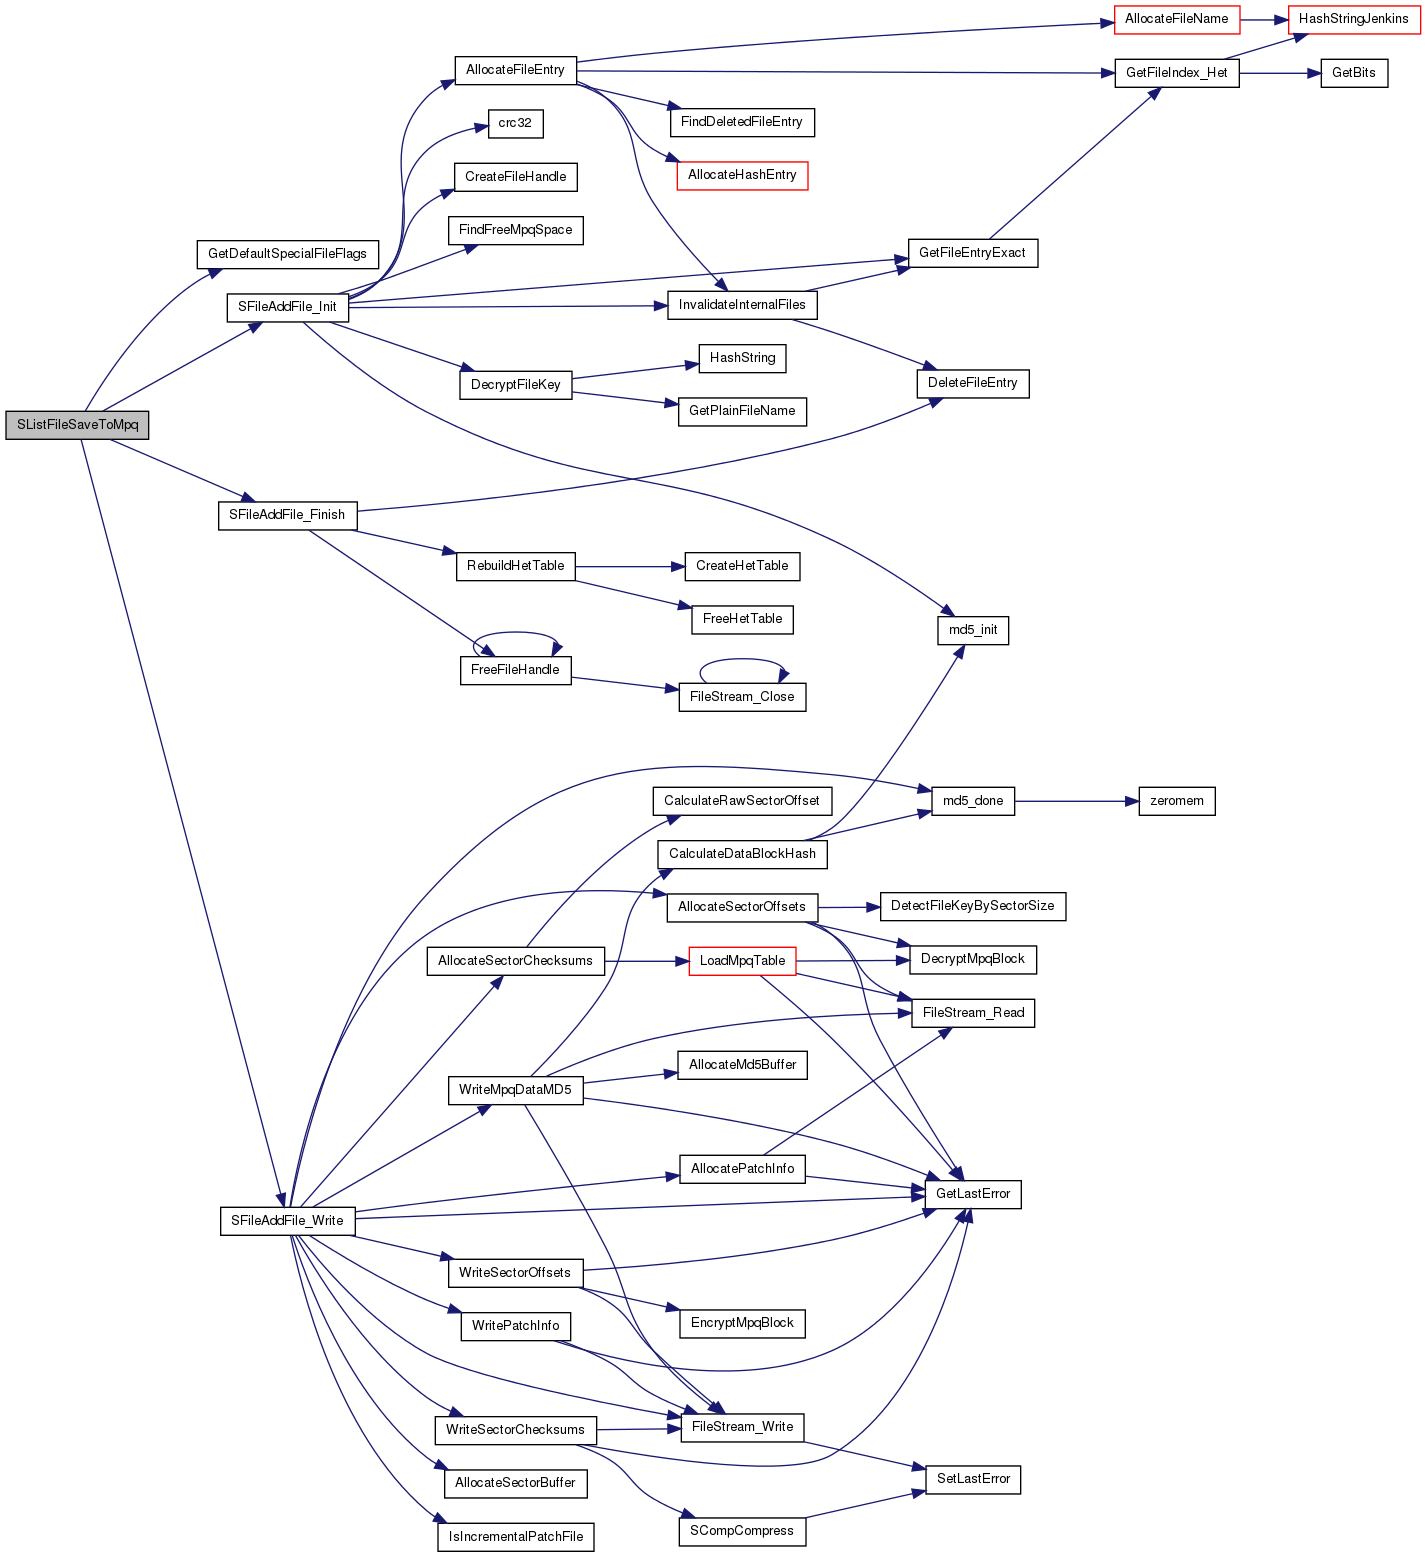 AllocateFileName
HashStringJenkins
AllocateFileEntry
GetFileIndex_Het
GetBits
crc32
FindDeletedFileEntry
CreateFileHandle
AllocateHashEntry
FindFreeMpqSpace
GetDefaultSpecialFileFlags
GetFileEntryExact
SFileAddFile_Init
InvalidateInternalFiles
HashString
DecryptFileKey
DeleteFileEntry
GetPlainFileName
SListFileSaveToMpq
SFileAddFile_Finish
RebuildHetTable
CreateHetTable
FreeHetTable
md5_init
FreeFileHandle
FileStream_Close
CalculateRawSectorOffset
md5_done
zeromem
CalculateDataBlockHash
AllocateSectorOffsets
DetectFileKeyBySectorSize
AllocateSectorChecksums
LoadMpqTable
DecryptMpqBlock
FileStream_Read
AllocateMd5Buffer
WriteMpqDataMD5
AllocatePatchInfo
GetLastError
SFileAddFile_Write
WriteSectorOffsets
EncryptMpqBlock
WritePatchInfo
FileStream_Write
WriteSectorChecksums
AllocateSectorBuffer
SetLastError
SCompCompress
IsIncrementalPatchFile